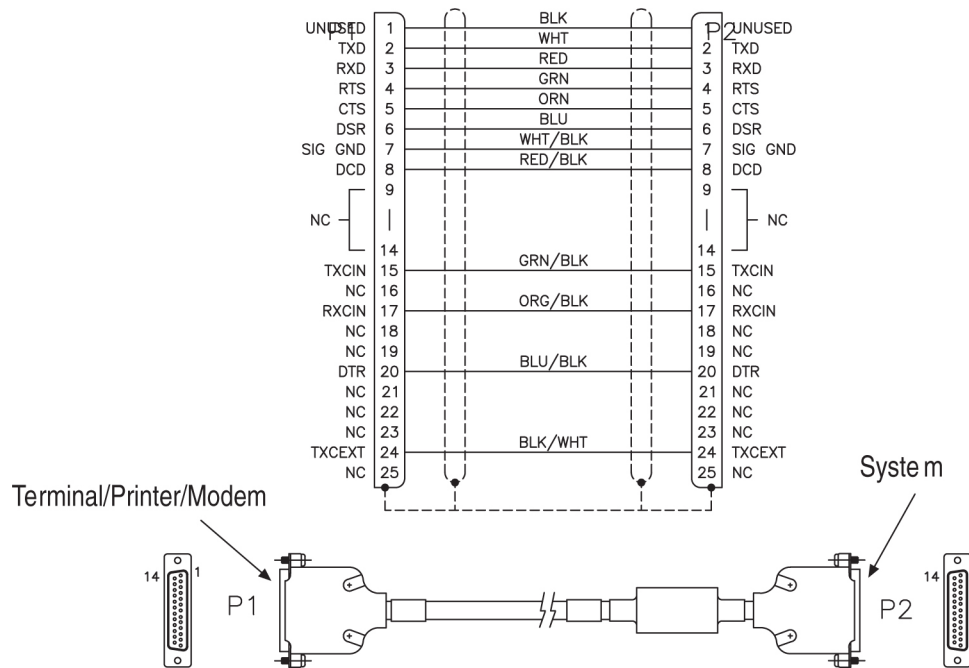 P1 P2
BLK
UNUSED 1 1 UNUSED
WHT
TXD 2 2 TXD
RED
RXD 3 3 RXD
GRN
RTS 4 4 RTS
ORN
CTS 5 5 CTS
BLU
DSR 6 6 DSR
WHT/BLK
SIG GND 7 7 SIG GND
RED/BLK
DCD 8 8 DCD
9 9
NC NC
14 14
GRN/BLK
TXCIN 15 15 TXCIN
NC 16 16 NC
ORG/BLK
RXCIN 17 17 RXCIN
NC 18 18 NC
NC 19 19 NC
BLU/BLK
DTR 20 20 DTR
NC 21 21 NC
NC 22 22 NC
NC 23 23 NC
BLK/WHT
TXCEXT 24 24 TXCEXT
NC 25 25 NC
System
Terminal/Printer/Modem
14 1 14
P1 P2